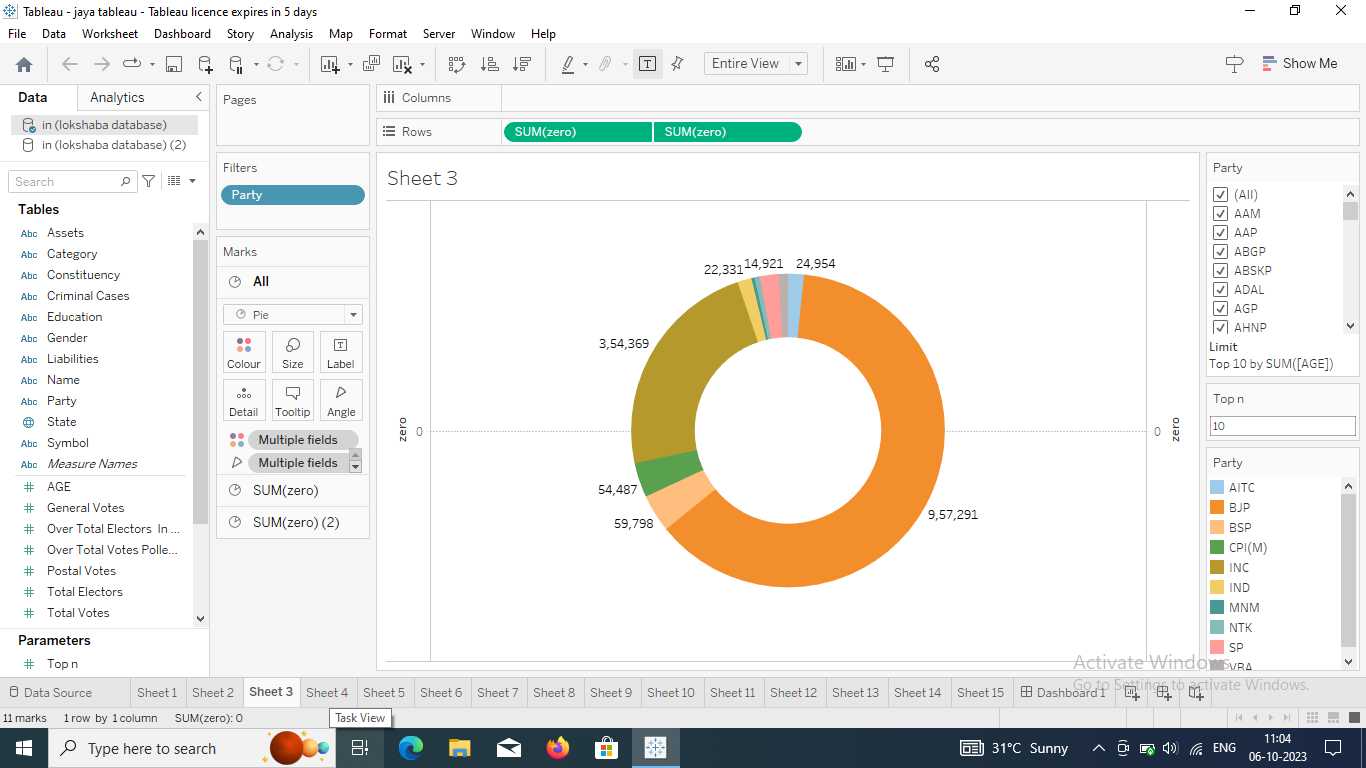 Tableau - jaya tableau - Tableau licence expires in 5 days
File Data Worksheet Dashboard Story Analysis Map Format Server Window Help
Entire View
Show Me
Data Analytics
in (lokshaba database)
in (lokshaba database) (2)
Search
Tables
Abc Assets
Abc Category
Abc Constituency
Abc Criminal Cases
Abc Education
Abc Gender
Abc Liabilities
Abc Name
Abc Party
State
Abc Symbol
Abc Measure Names
# AGE
# General Votes
# Over Total Electors In ...
# Over Total Votes Polle...
# Postal Votes
# Total Electors
# Total Votes
Parameters
# Top n
Pages
Filters
Party
Marks
All
Pie
Colour Size Label
Detail Tooltip Angle
Multiple fields
Multiple fields
SUM(zero)
SUM(zero) (2)
Columns
Rows SUM(zero) SUM(zero)
Sheet 3
22,331 14,921 24,954
3,54,369
zero 0 0 zero
54,487
59,798
9,57,291
Party
(All)
AAM
AAP
ABGP
ABSKP
ADAL
AGP
AHNP
Limit
Top 10 by SUM([AGE])
Top n
10
Party
AITC
BJP
BSP
CPI(M)
INC
IND
MNM
NTK
SP
VBA
Activate Windows
Go to Settings to activate Windows.
Data Source Sheet 1 Sheet 2 Sheet 3 Sheet 4 Sheet 5 Sheet 6 Sheet 7 Sheet 8 Sheet 9 Sheet 10 Sheet 11 Sheet 12 Sheet 13 Sheet 14 Sheet 15 Dashboard 1
11 marks 1 row by 1 column SUM(zero): 0
Task View
Type here to search
31°C Sunny
ENG
11:04
06-10-2023